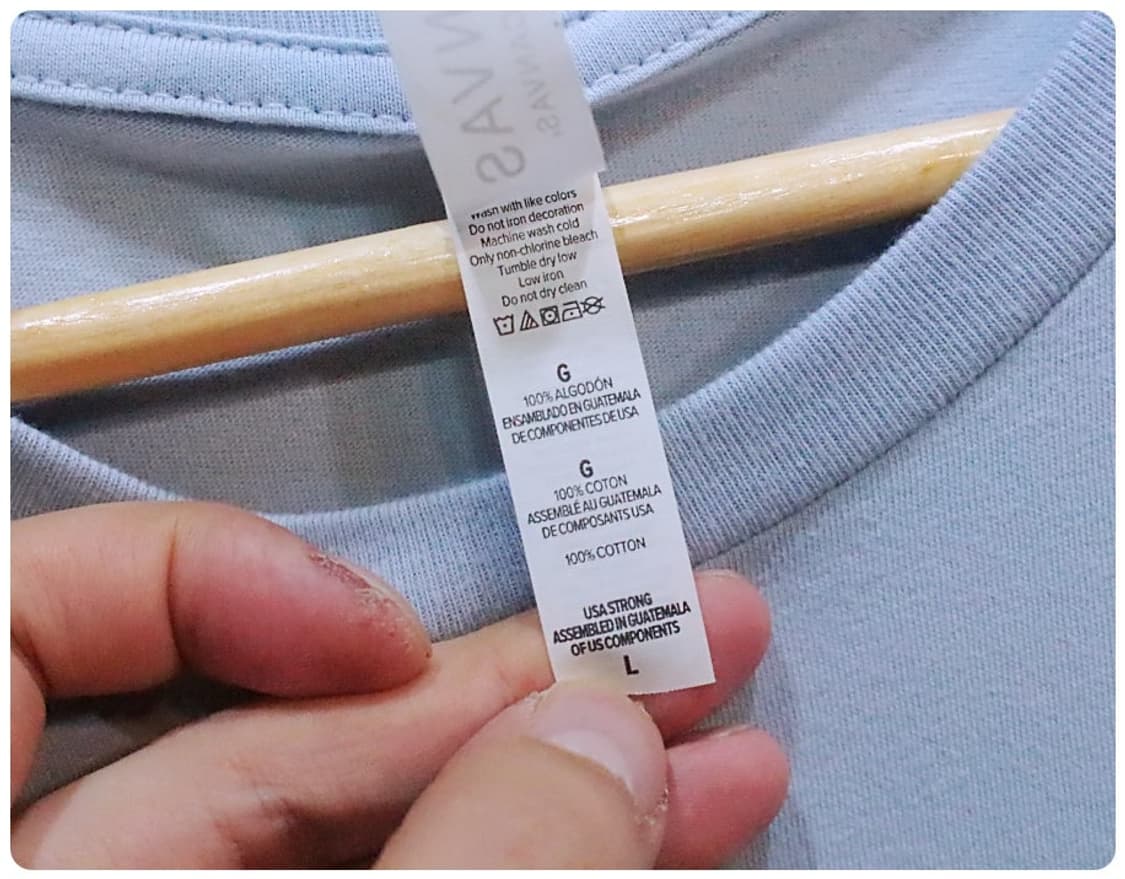 Wash with like colors
Do not iron decoration
Machine wash cold
Only non-chlorine bleach
Tumble dry low
Low iron
Do not dry clean
G
100% ALGODÓN
ENSAMBLADO EN GUATEMALA
DE COMPONENTES DE USA
G
100% COTON
ASSEMBLÉ AU GUATEMALA
DE COMPOSANTS USA
100% COTTON
USA STRONG
ASSEMBLED IN GUATEMALA
OF US COMPONENTS
L